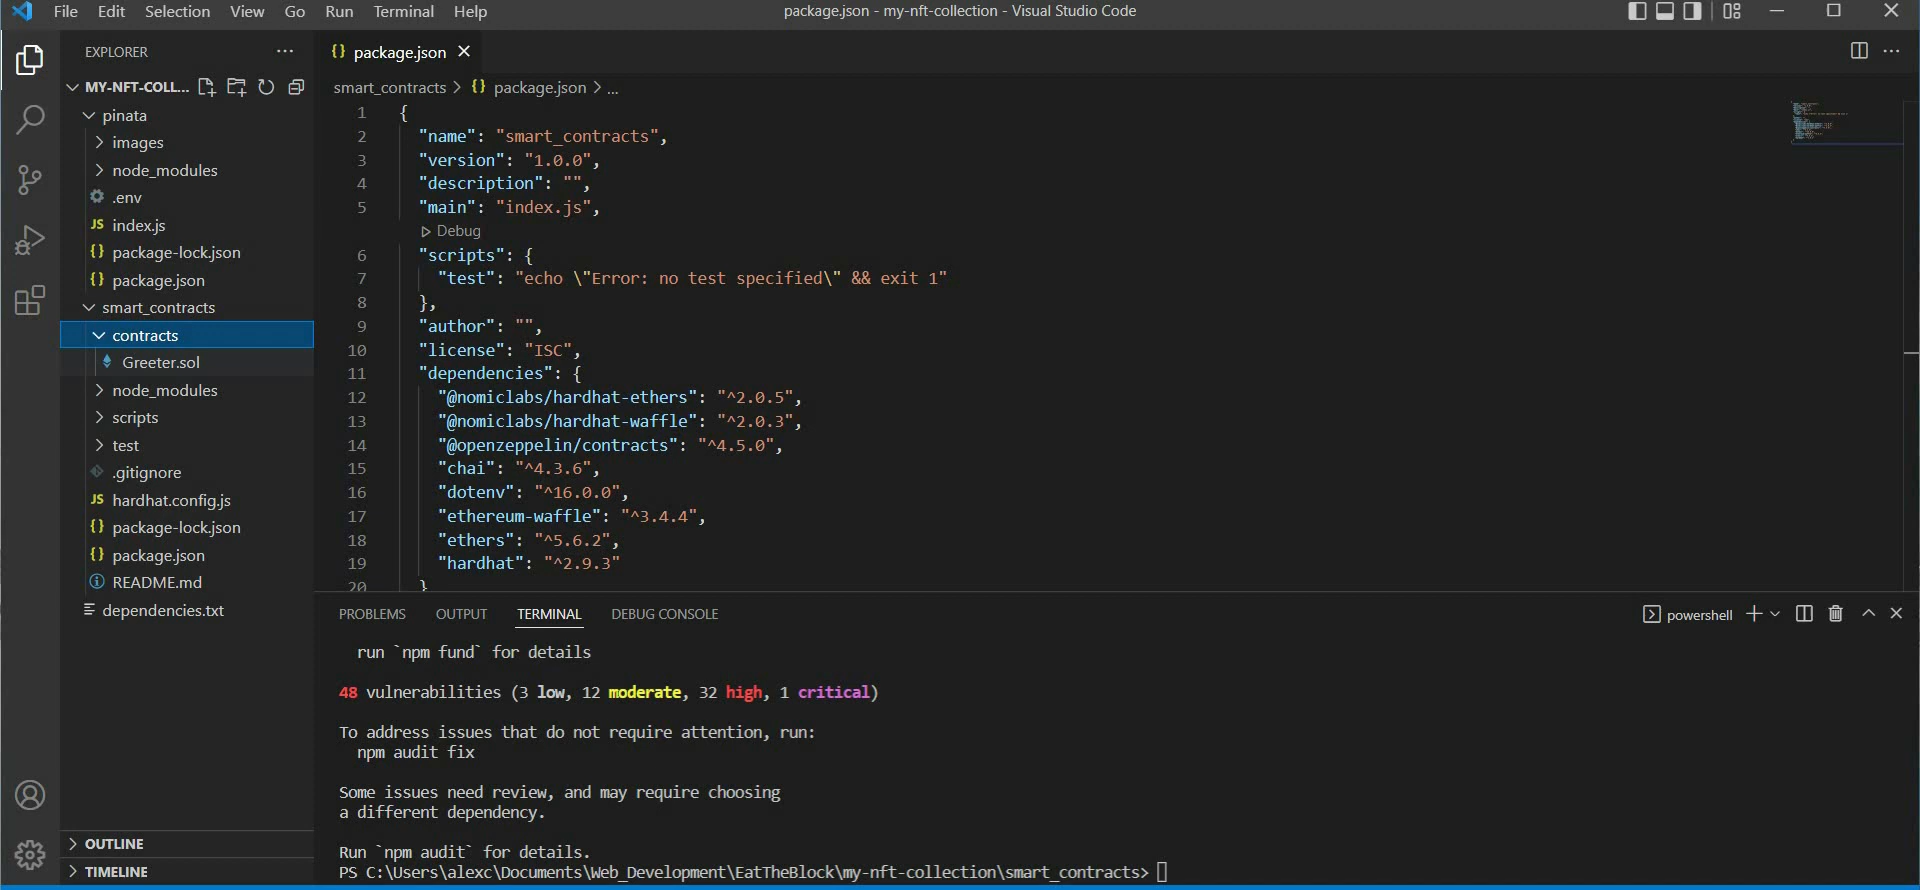 File Edit Selection View Go Run Terminal Help
package.json - my-nft-collection - Visual Studio Code
EXPLORER
MY-NFT-COLL...
pinata
images
node_modules
.env
JS index.js
{} package-lock.json
{} package.json
smart_contracts
contracts
Greeter.sol
node_modules
scripts
test
.gitignore
JS hardhat.config.js
{} package-lock.json
{} package.json
README.md
dependencies.txt
OUTLINE
TIMELINE
{} package.json
smart_contracts > {} package.json > ...
1 {
2 "name": "smart_contracts",
3 "version": "1.0.0",
4 "description": "",
5 "main": "index.js",
Debug
6 "scripts": {
7 "test": "echo \"Error: no test specified\" && exit 1"
8 },
9 "author": "",
10 "license": "ISC",
11 "dependencies": {
12 "@nomiclabs/hardhat-ethers": "^2.0.5",
13 "@nomiclabs/hardhat-waffle": "^2.0.3",
14 "@openzeppelin/contracts": "^4.5.0",
15 "chai": "^4.3.6",
16 "dotenv": "^16.0.0",
17 "ethereum-waffle": "^3.4.4",
18 "ethers": "^5.6.2",
19 "hardhat": "^2.9.3"
20 }
PROBLEMS OUTPUT TERMINAL DEBUG CONSOLE
powershell
run `npm fund` for details
48 vulnerabilities (3 low, 12 moderate, 32 high, 1 critical)
To address issues that do not require attention, run:
npm audit fix
Some issues need review, and may require choosing
a different dependency.
Run `npm audit` for details.
PS C:\Users\alexc\Documents\Web_Development\EatTheBlock\my-nft-collection\smart_contracts>